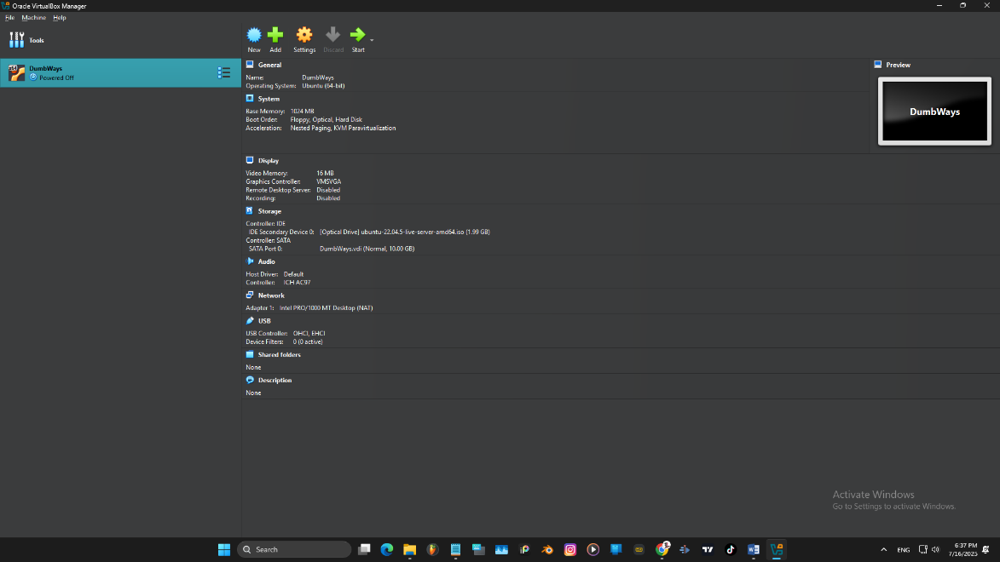 Oracle VirtualBox Manager
File Machine Help
Tools
New Add Settings Discard Start
DumbWays
Powered Off
General
Name: DumbWays
Operating System: Ubuntu (64-bit)
System
Base Memory: 1024 MB
Boot Order: Floppy, Optical, Hard Disk
Acceleration: Nested Paging, KVM Paravirtualization
Preview
DumbWays
Display
Video Memory: 16 MB
Graphics Controller: VMSVGA
Remote Desktop Server: Disabled
Recording: Disabled
Storage
Controller: IDE
IDE Secondary Device 0: [Optical Drive] ubuntu-22.04.5-live-server-amd64.iso (1.99 GB)
Controller: SATA
SATA Port 0: DumbWays.vdi (Normal, 10.00 GB)
Audio
Host Driver: Default
Controller: ICH AC97
Network
Adapter 1: Intel PRO/1000 MT Desktop (NAT)
USB
USB Controller: OHCI, EHCI
Device Filters: 0 (0 active)
Shared folders
None
Description
None
Activate Windows
Go to Settings to activate Windows.
Search
ENG
6:37 PM
7/16/2025